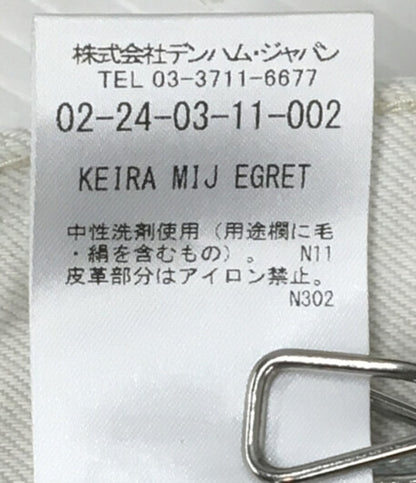 株式会社デンハム・ジャパン
TEL 03-3711-6677
02-24-03-11-002
KEIRA MIJ EGRET
中性洗剤使用（用途欄に毛
・絹を含むもの）。 N11
皮革部分はアイロン禁止。
N302